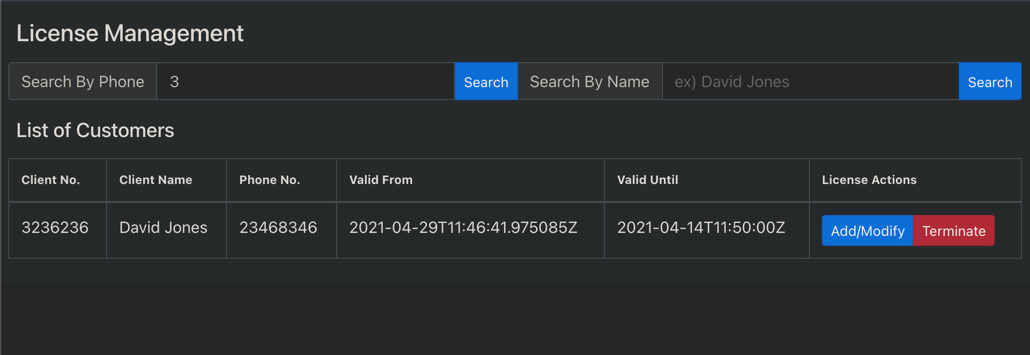 License Management
Search By Phone 3 Search Search By Name ex) David Jones Search
List of Customers
Client No. Client Name Phone No. Valid From Valid Until License Actions
3236236 David Jones 23468346 2021-04-29T11:46:41.975085Z 2021-04-14T11:50:00Z Add/Modify Terminate